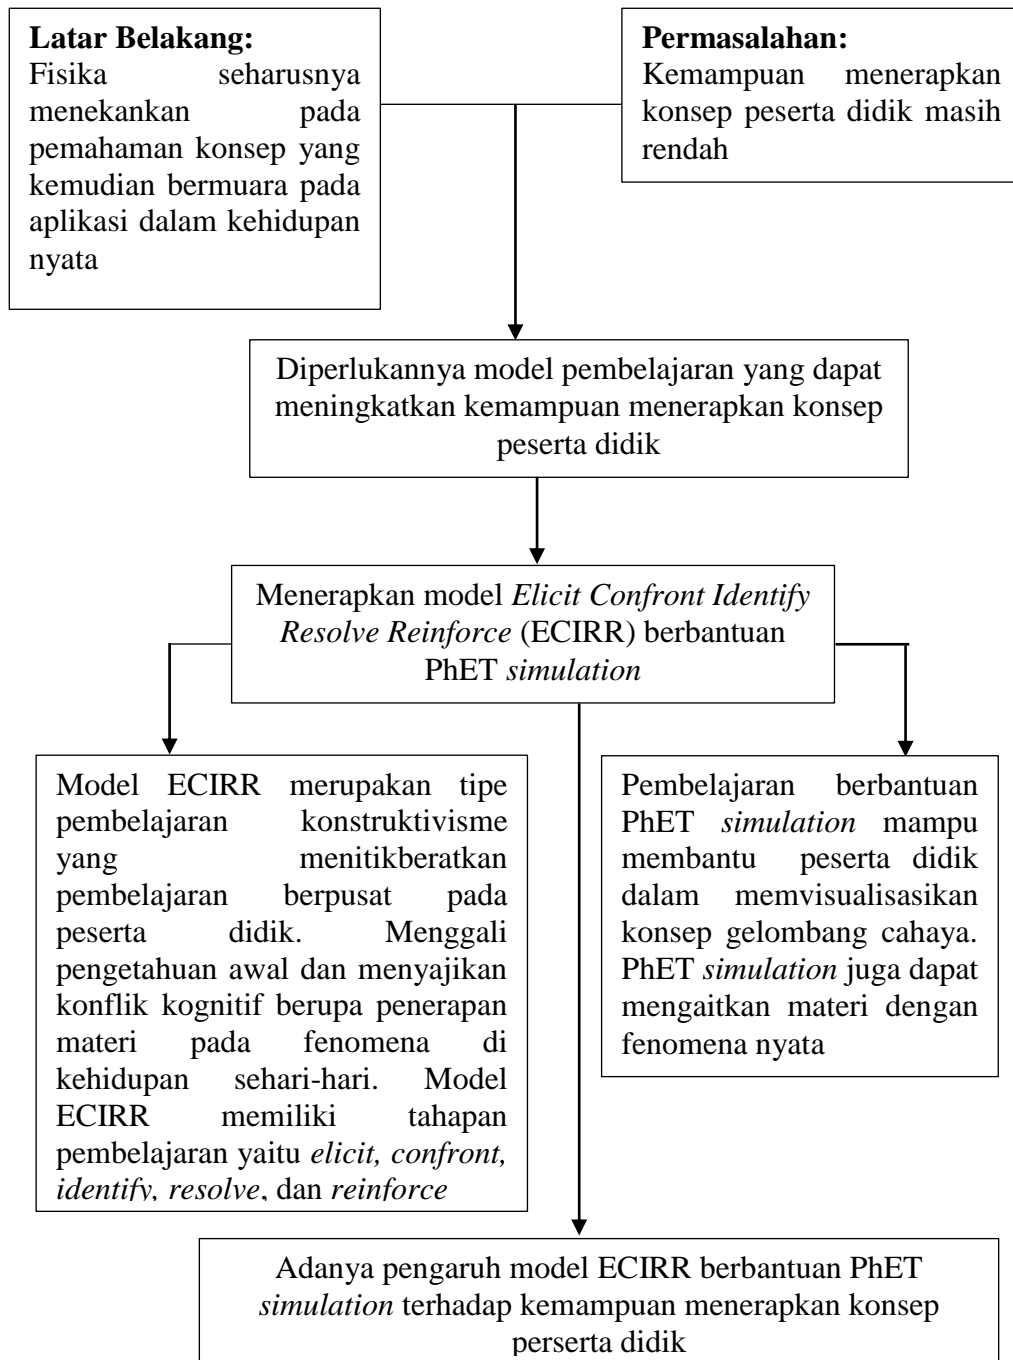 Latar Belakang:
Fisika seharusnya
menekankan pada
pemahaman konsep yang
kemudian bermuara pada
aplikasi dalam kehidupan
nyata
Permasalahan:
Kemampuan menerapkan
konsep peserta didik masih
rendah
Diperlukannya model pembelajaran yang dapat
meningkatkan kemampuan menerapkan konsep
peserta didik
Menerapkan model Elicit Confront Identify
Resolve Reinforce (ECIRR) berbantuan
PhET simulation
Model ECIRR merupakan tipe
pembelajaran konstruktivisme
yang menitikberatkan
pembelajaran berpusat pada
peserta didik. Menggali
pengetahuan awal dan menyajikan
konflik kognitif berupa penerapan
materi pada fenomena di
kehidupan sehari-hari. Model
ECIRR memiliki tahapan
pembelajaran yaitu elicit, confront,
identify, resolve, dan reinforce
Pembelajaran berbantuan
PhET simulation mampu
membantu peserta didik
dalam memvisualisasikan
konsep gelombang cahaya.
PhET simulation juga dapat
mengaitkan materi dengan
fenomena nyata
Adanya pengaruh model ECIRR berbantuan PhET
simulation terhadap kemampuan menerapkan konsep
perserta didik